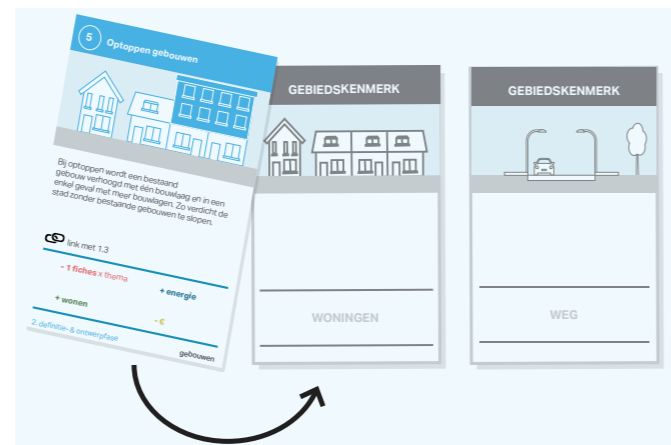 5 Optoppen gebouwen
Bij optoppen wordt een bestaand
gebouw verhoogd met één bouwlaag en in een
enkel geval met meer bouwlagen. Zo verdicht de
stad zonder bestaande gebouwen te slopen.
link met 1.3
- 1 fiches x thema
+ energie
+ wonen
- €
2. definitie- & ontwerpfase
gebouwen
GEBIEDSKENMERK
WONINGEN
GEBIEDSKENMERK
WEG